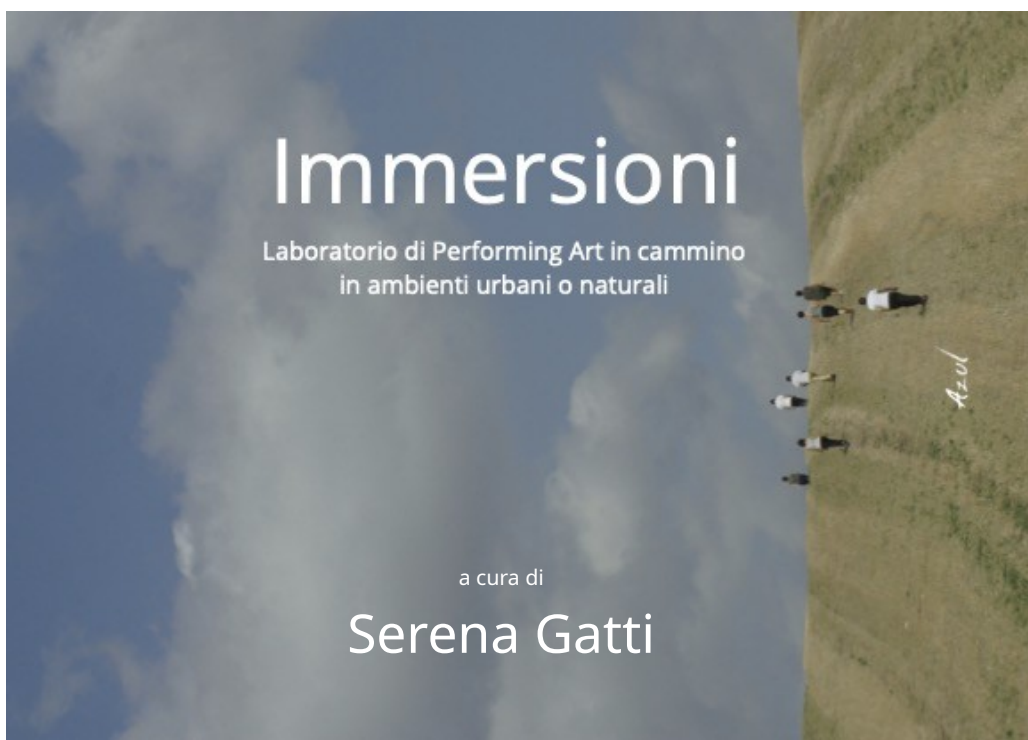 Immersioni
Laboratorio di Performing Art in cammino
in ambienti urbani o naturali
Azul
a cura di
Serena Gatti